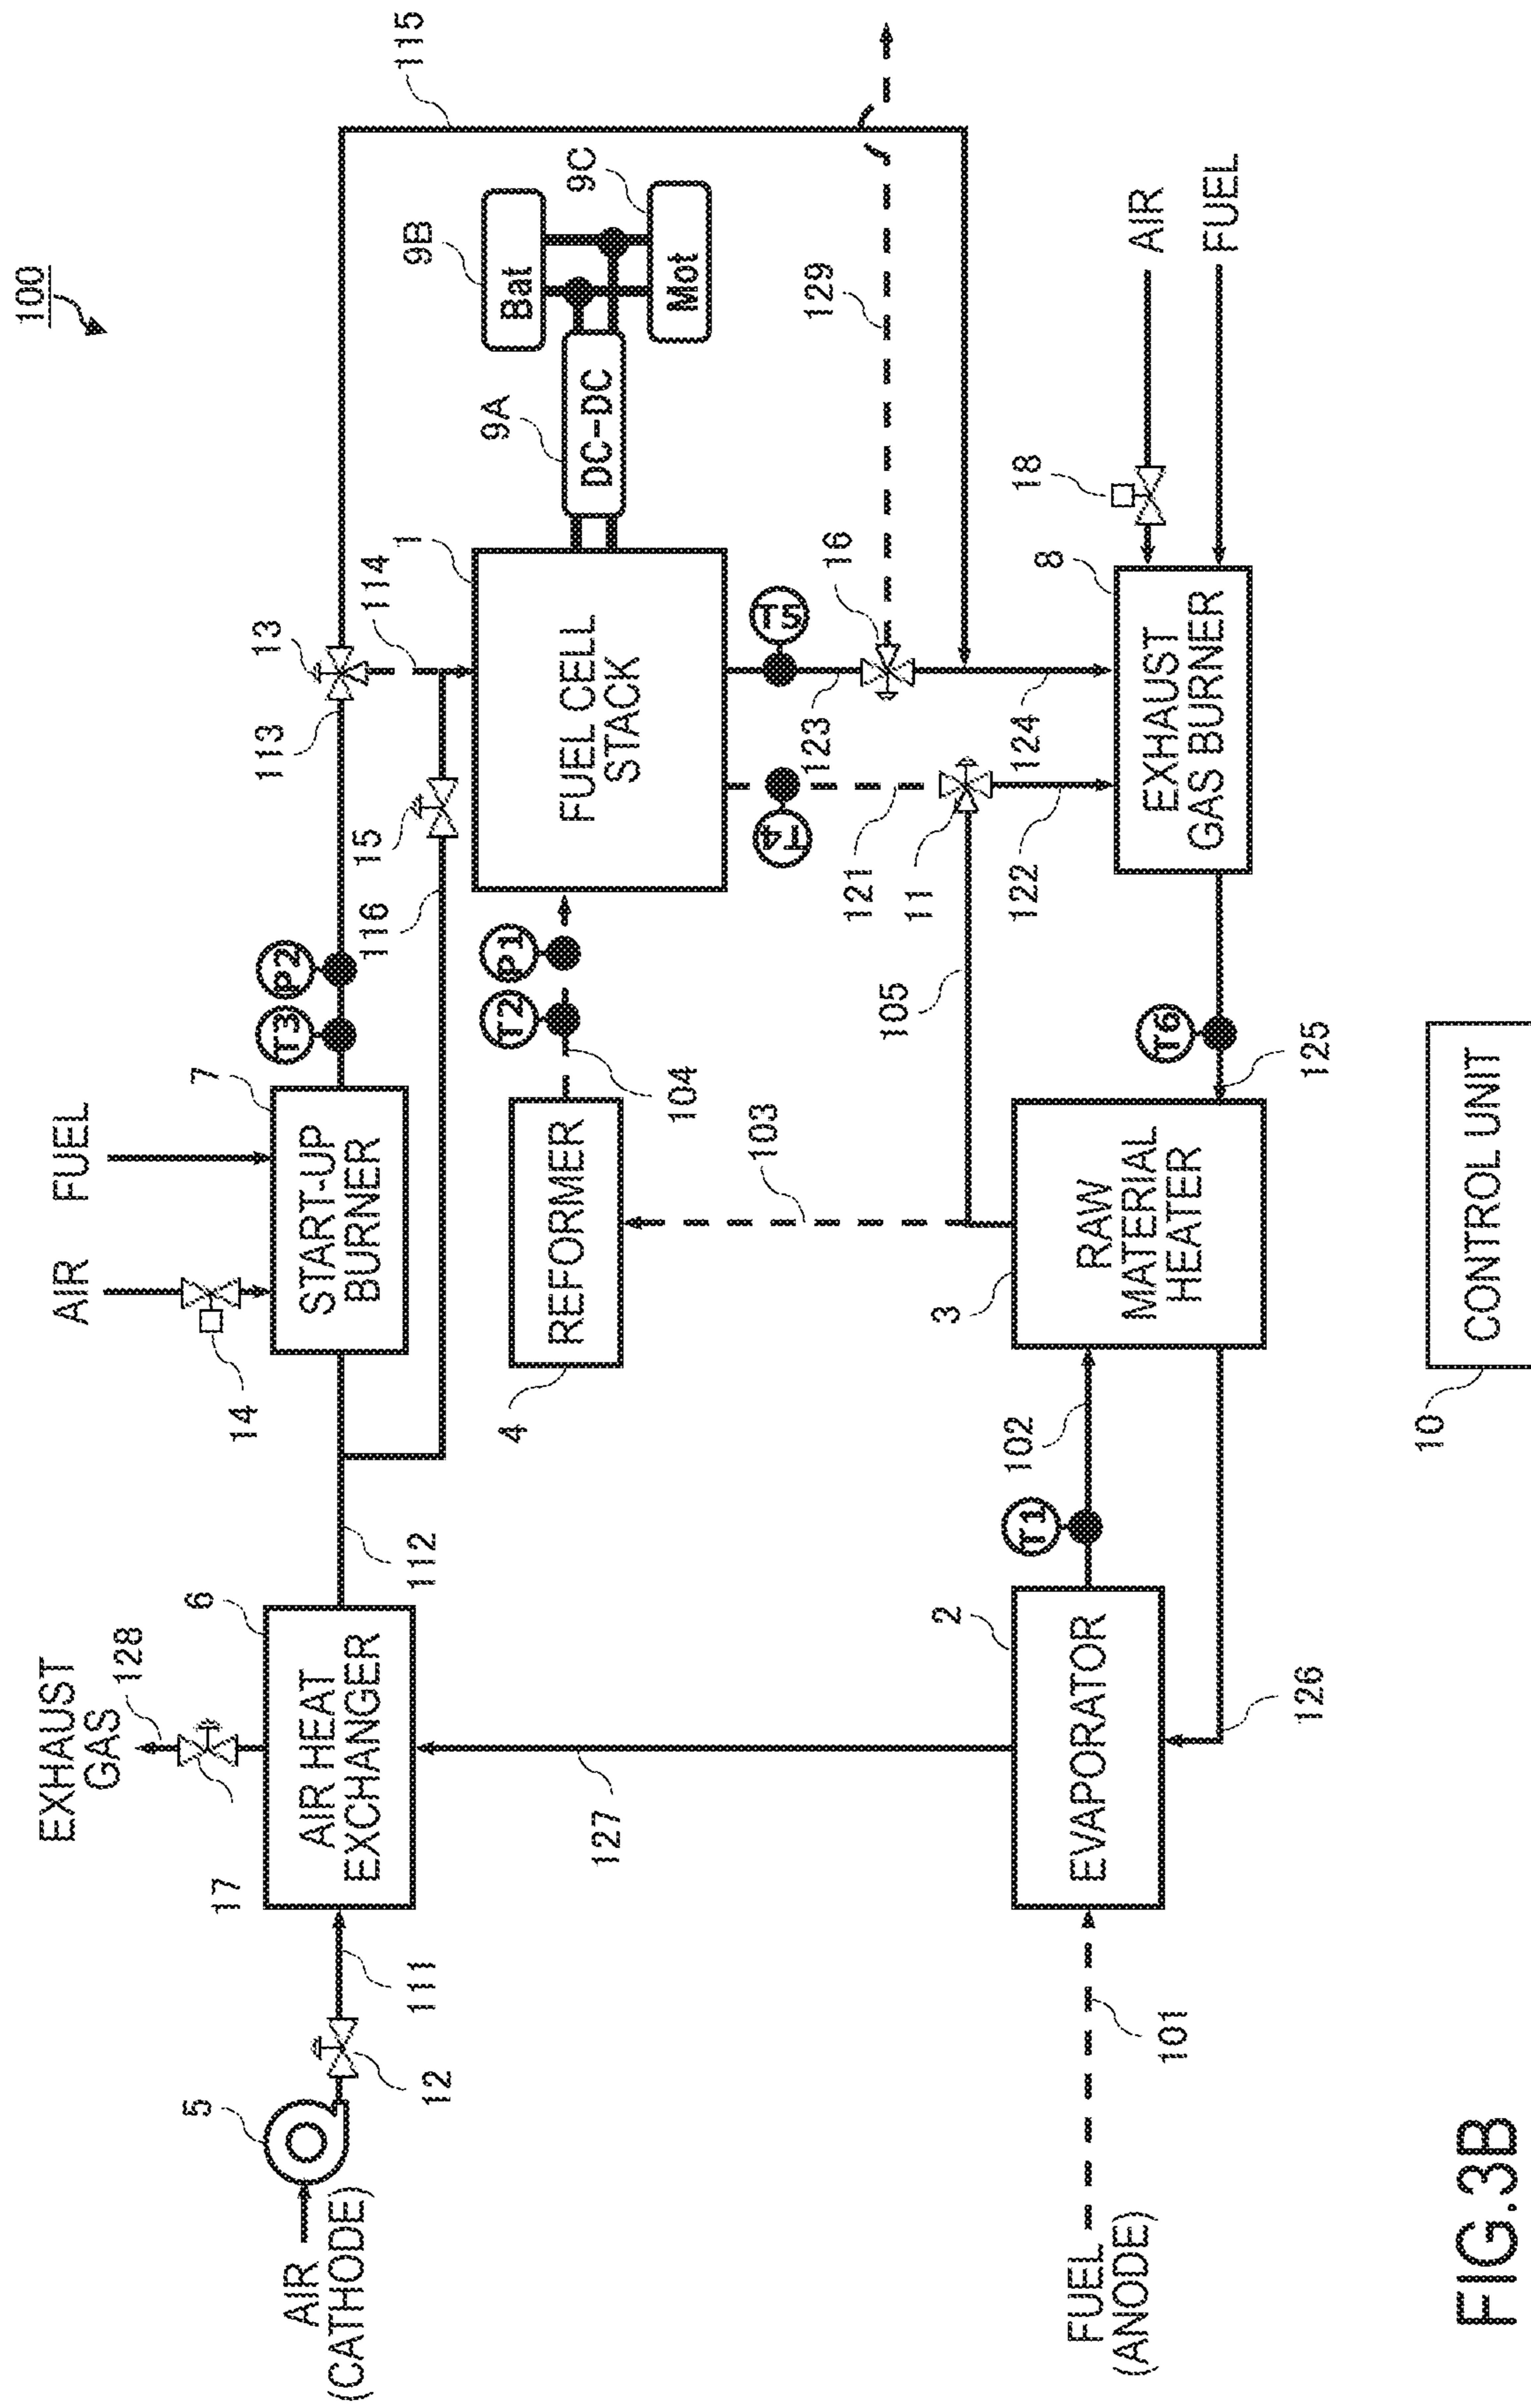 100
115
9B
9C
Bat
Mot
9A
DC-DC
129
AIR
FUEL
18
13
114
1
113
15
116
FUEL CELL
STACK
T5
16
123
124
8
EXHAUST
GAS BURNER
T4
121
11
122
P2
T3
P1
T2
104
105
T6
125
FUEL
7
START-UP
BURNER
AIR
14
REFORMER
4
103
3
RAW
MATERIAL
HEATER
CONTROL UNIT
10
102
T1
112
6
2
EXHAUST
GAS
128
17
AIR HEAT
EXCHANGER
127
EVAPORATOR
126
111
12
5
AIR
(CATHODE)
101
FUEL
(ANODE)
FIG.3B